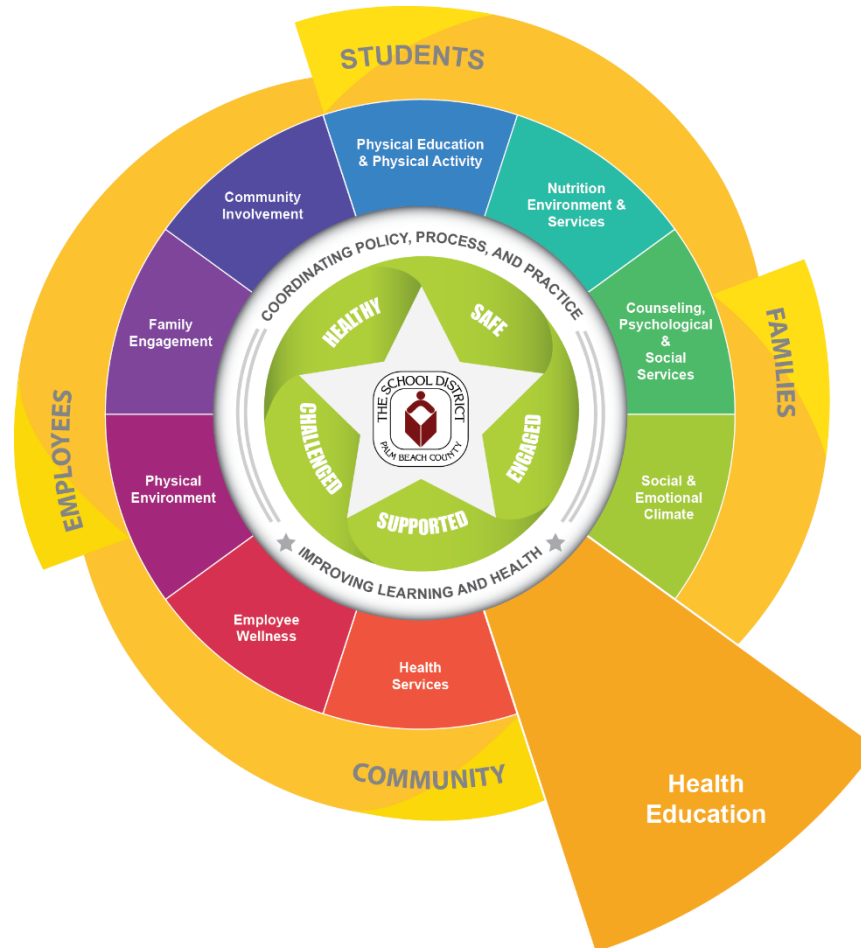 STUDENTS
Physical Education
& Physical Activity
Nutrition
Environment &
Services
Counseling,
Psychological
&
Social
Services
Social &
Emotional
Climate
Health
Education
Health
Services
Employee
Wellness
Physical
Environment
Family
Engagement
Community
Involvement
FAMILIES
COMMUNITY
EMPLOYEES
COORDINATING POLICY, PROCESS, AND PRACTICE
IMPROVING LEARNING AND HEALTH
HEALTHY
SAFE
ENGAGED
SUPPORTED
CHALLENGED
THE SCHOOL DISTRICT
PALM BEACH COUNTY